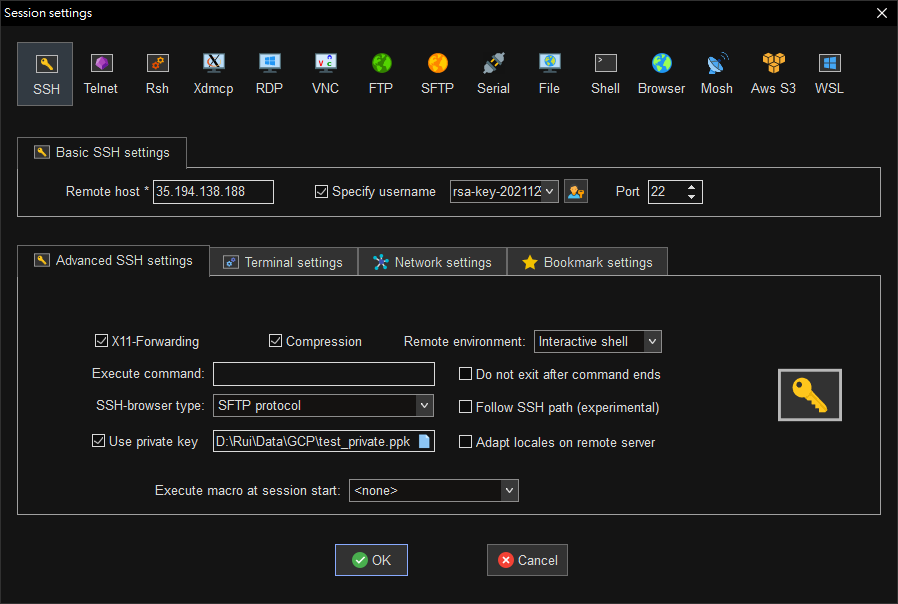 Session settings
SSH Telnet Rsh Xdmcp RDP VNC FTP SFTP Serial File Shell Browser Mosh Aws S3 WSL
Basic SSH settings
Remote host * 35.194.138.188 Specify username rsa-key-202112 Port 22
Advanced SSH settings Terminal settings Network settings Bookmark settings
X11-Forwarding Compression Remote environment: Interactive shell
Execute command: Do not exit after command ends
SSH-browser type: SFTP protocol Follow SSH path (experimental)
Use private key D:\Rui\Data\GCP\test_private.ppk Adapt locales on remote server
Execute macro at session start: <none>
OK Cancel